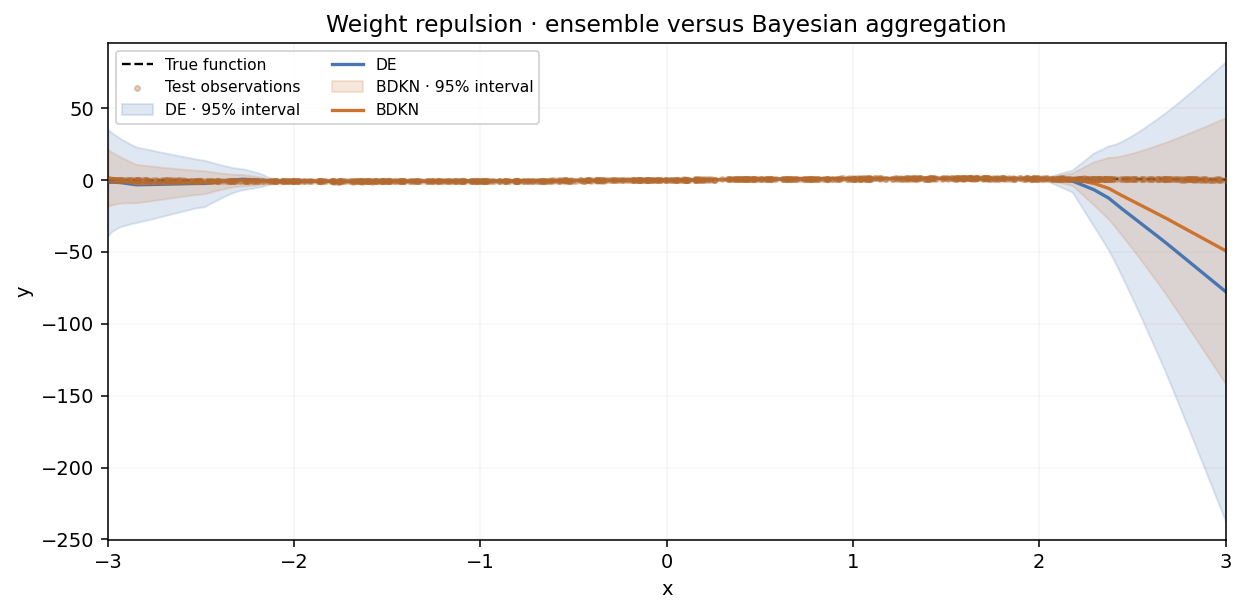 Weight repulsion · ensemble versus Bayesian aggregation
True function
Test observations
DE · 95% interval
DE
BDKN · 95% interval
BDKN
50
0
−50
−100
−150
−200
−250
y
−3
−2
−1
0
1
2
3
x